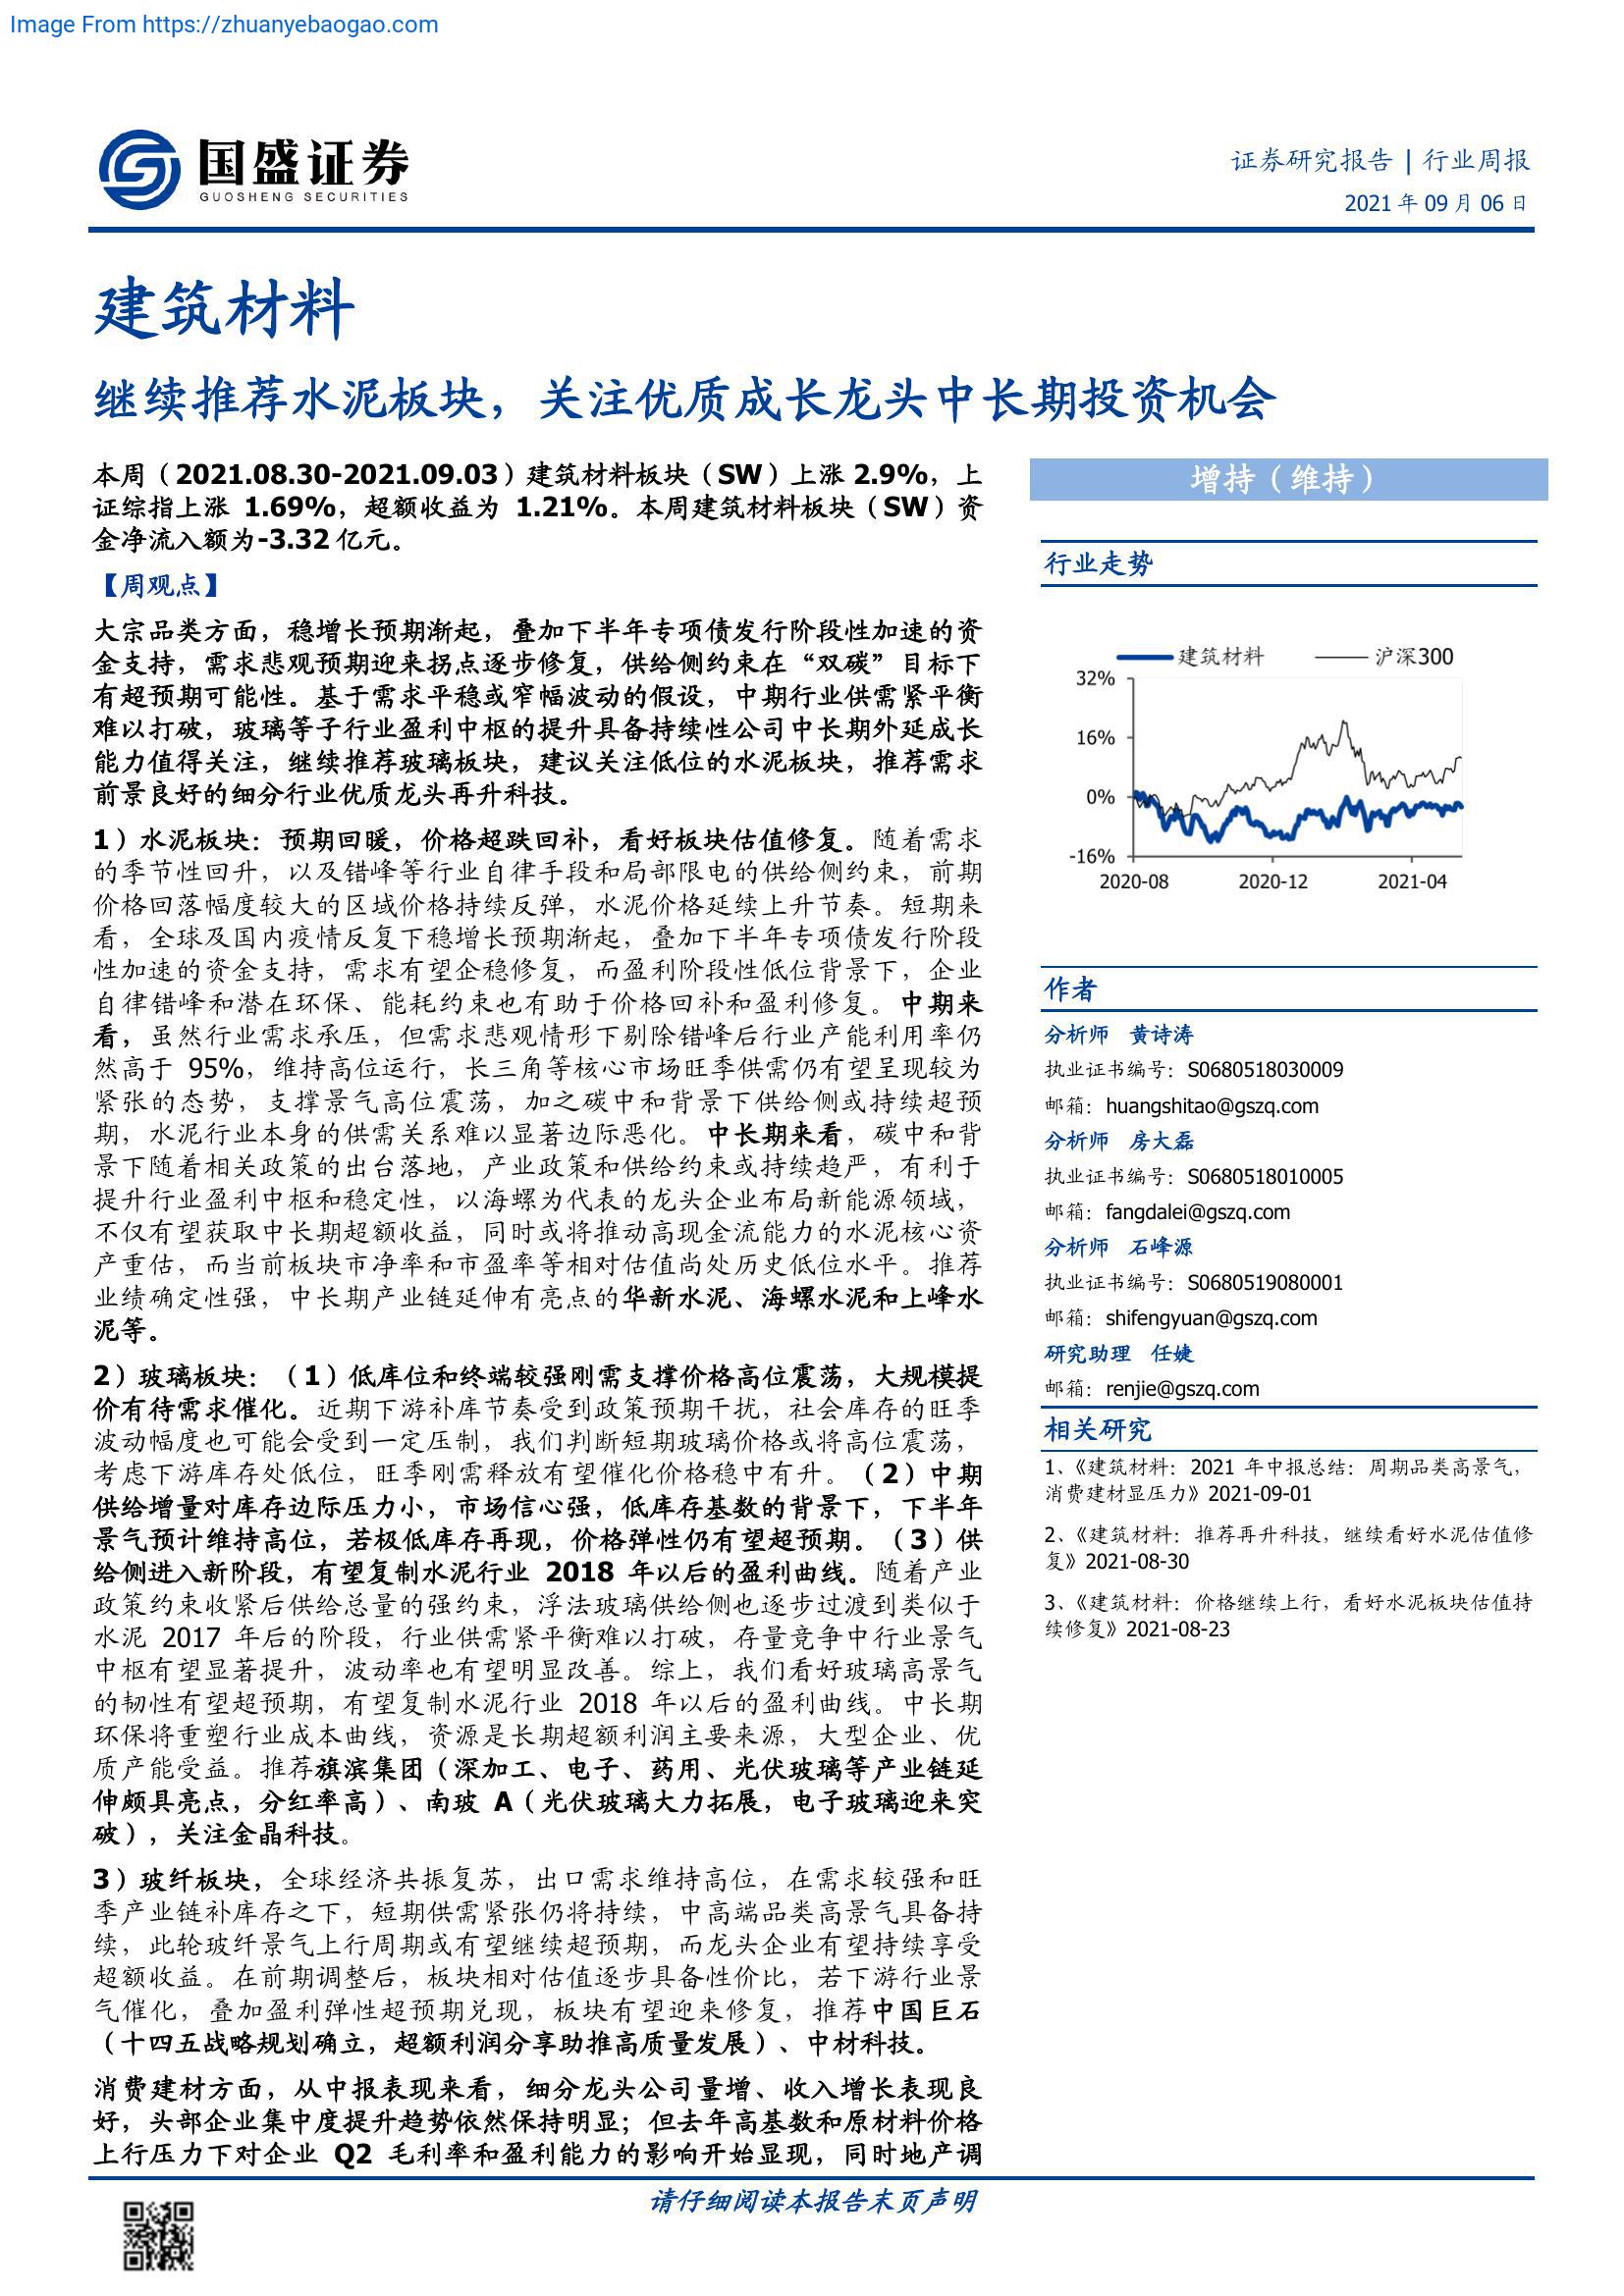 Image From https://zhuanyebaogao.com
国盛证券
GUOSHENG SECURITIES
证券研究报告 | 行业周报
2021年09月06日
建筑材料
继续推荐水泥板块，关注优质成长龙头中长期投资机会
本周（2021.08.30-2021.09.03）建筑材料板块（SW）上涨 2.9%，上
证综指上涨 1.69%，超额收益为 1.21%。本周建筑材料板块（SW）资
金净流入额为-3.32亿元。
【周观点】
大宗品类方面，稳增长预期渐起，叠加下半年专项债发行阶段性加速的资
金支持，需求悲观预期迎来拐点逐步修复，供给侧约束在“双碳”目标下
有超预期可能性。基于需求平稳或窄幅波动的假设，中期行业供需紧平衡
难以打破，玻璃等子行业盈利中枢的提升具备持续性公司中长期外延成长
能力值得关注，继续推荐玻璃板块，建议关注低位的水泥板块，推荐需求
前景良好的细分行业优质龙头再升科技。
1）水泥板块：预期回暖，价格超跌回补，看好板块估值修复。随着需求
的季节性回升，以及错峰等行业自律手段和局部限电的供给侧约束，前期
价格回落幅度较大的区域价格持续反弹，水泥价格延续上升节奏。短期来
看，全球及国内疫情反复下稳增长预期渐起，叠加下半年专项债发行阶段
性加速的资金支持，需求有望企稳修复，而盈利阶段性低位背景下，企业
自律错峰和潜在环保、能耗约束也有助于价格回补和盈利修复。中期来
看，虽然行业需求承压，但需求悲观情形下剔除错峰后行业产能利用率仍
然高于 95%，维持高位运行，长三角等核心市场旺季供需仍有望呈现较为
紧张的态势，支撑景气高位震荡，加之碳中和背景下供给侧或持续超预
期，水泥行业本身的供需关系难以显著边际恶化。中长期来看，碳中和背
景下随着相关政策的出台落地，产业政策和供给约束或持续趋严，有利于
提升行业盈利中枢和稳定性，以海螺为代表的龙头企业布局新能源领域，
不仅有望获取中长期超额收益，同时或将推动高现金流能力的水泥核心资
产重估，而当前板块市净率和市盈率等相对估值尚处历史低位水平。推荐
业绩确定性强，中长期产业链延伸有亮点的华新水泥、海螺水泥和上峰水
泥等。
2）玻璃板块：（1）低库位和终端较强刚需支撑价格高位震荡，大规模提
价有待需求催化。近期下游补库节奏受到政策预期干扰，社会库存的旺季
波动幅度也可能会受到一定压制，我们判断短期玻璃价格或将高位震荡，
考虑下游库存处低位，旺季刚需释放有望催化价格稳中有升。（2）中期
供给增量对库存边际压力小，市场信心强，低库存基数的背景下，下半年
景气预计维持高位，若极低库存再现，价格弹性仍有望超预期。（3）供
给侧进入新阶段，有望复制水泥行业 2018 年以后的盈利曲线。随着产业
政策约束收紧后供给总量的强约束，浮法玻璃供给侧也逐步过渡到类似于
水泥 2017 年后的阶段，行业供需紧平衡难以打破，存量竞争中行业景气
中枢有望显著提升，波动率也有望明显改善。综上，我们看好玻璃高景气
的韧性有望超预期，有望复制水泥行业 2018 年以后的盈利曲线。中长期
环保将重塑行业成本曲线，资源是长期超额利润主要来源，大型企业、优
质产能受益。推荐旗滨集团（深加工、电子、药用、光伏玻璃等产业链延
伸颇具亮点，分红率高）、南玻 A（光伏玻璃大力拓展，电子玻璃迎来突
破），关注金晶科技。
3）玻纤板块，全球经济共振复苏，出口需求维持高位，在需求较强和旺
季产业链补库存之下，短期供需紧张仍将持续，中高端品类高景气具备持
续，此轮玻纤景气上行周期或有望继续超预期，而龙头企业有望持续享受
超额收益。在前期调整后，板块相对估值逐步具备性价比，若下游行业景
气催化，叠加盈利弹性超预期兑现，板块有望迎来修复，推荐中国巨石
（十四五战略规划确立，超额利润分享助推高质量发展）、中材科技。
消费建材方面，从中报表现来看，细分龙头公司量增、收入增长表现良
好，头部企业集中度提升趋势依然保持明显；但去年高基数和原材料价格
上行压力下对企业 Q2 毛利率和盈利能力的影响开始显现，同时地产调
增持（维持）
行业走势
建筑材料 沪深300
32%
16%
0%
-16%
2020-08 2020-12 2021-04
作者
分析师 黄诗涛
执业证书编号：S0680518030009
邮箱：huangshitao@gszq.com
分析师 房大磊
执业证书编号：S0680518010005
邮箱：fangdalei@gszq.com
分析师 石峰源
执业证书编号：S0680519080001
邮箱：shifengyuan@gszq.com
研究助理 任婕
邮箱：renjie@gszq.com
相关研究
1、《建筑材料：2021 年中报总结：周期品类高景气，
消费建材显压力》2021-09-01
2、《建筑材料：推荐再升科技，继续看好水泥估值修
复》2021-08-30
3、《建筑材料：价格继续上行，看好水泥板块估值持
续修复》2021-08-23
请仔细阅读本报告末页声明